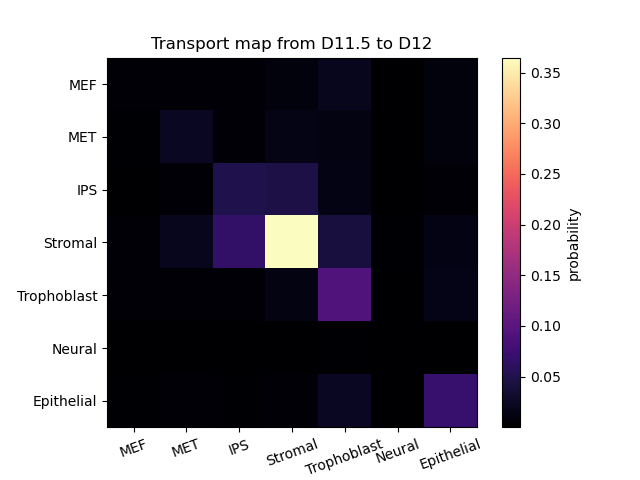 Transport map from D11.5 to D12
MEF
MET
IPS
Stromal
Trophoblast
Neural
Epithelial
MEF
MET
IPS
Stromal
Trophoblast
Neural
Epithelial
0.35
0.30
0.25
0.20
0.15
0.10
0.05
probability